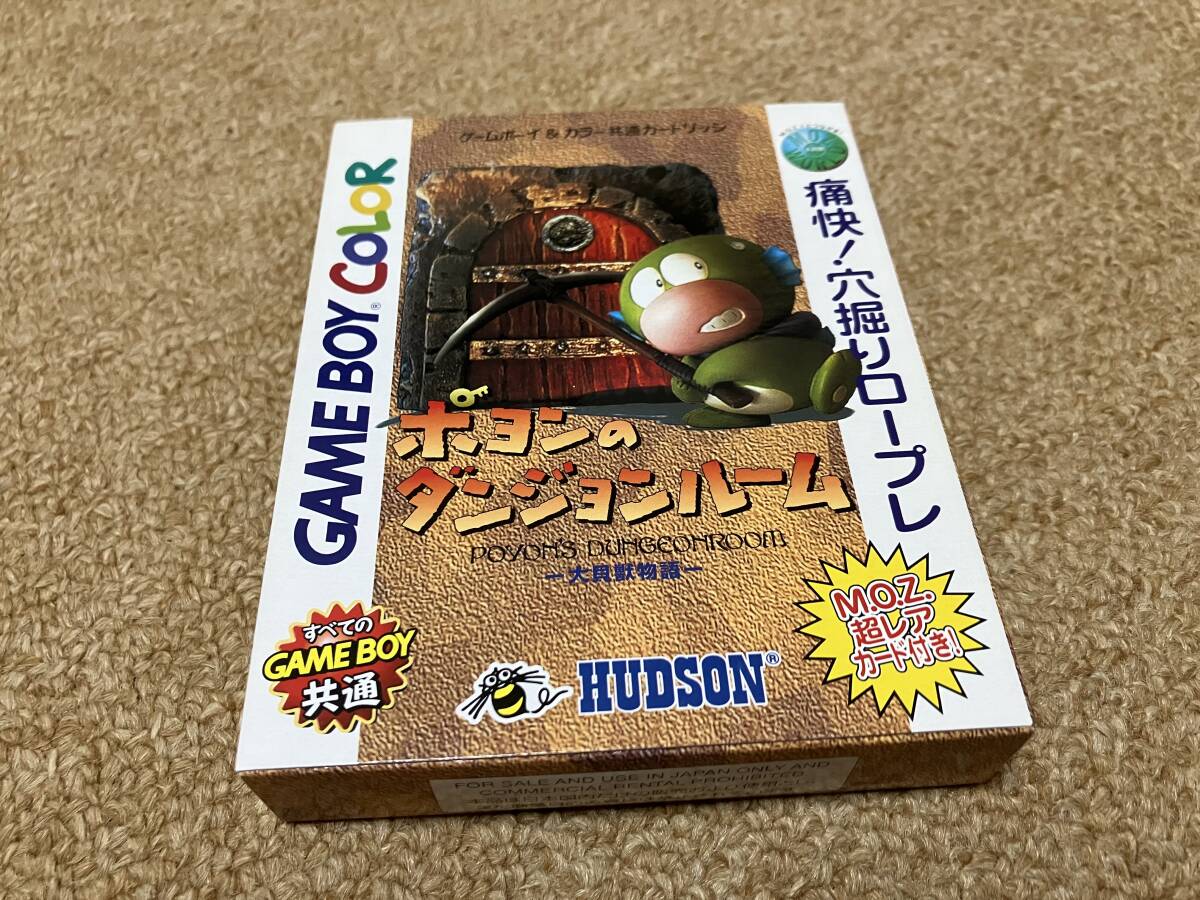 ゲームボーイ&カラー共通カートリッジ
GAME BOY COLOR
痛快!穴掘りロープレ
ポヨンの
ダンジョンルーム
POYON'S DUNGEONROOM
ー大貝獣物語ー
すべての
GAME BOY
共通
HUDSON®
M.O.Z.
超レア
カード付き!
FOR SALE AND USE IN JAPAN ONLY AND
COMMERCIAL RENTAL PROHIBITED